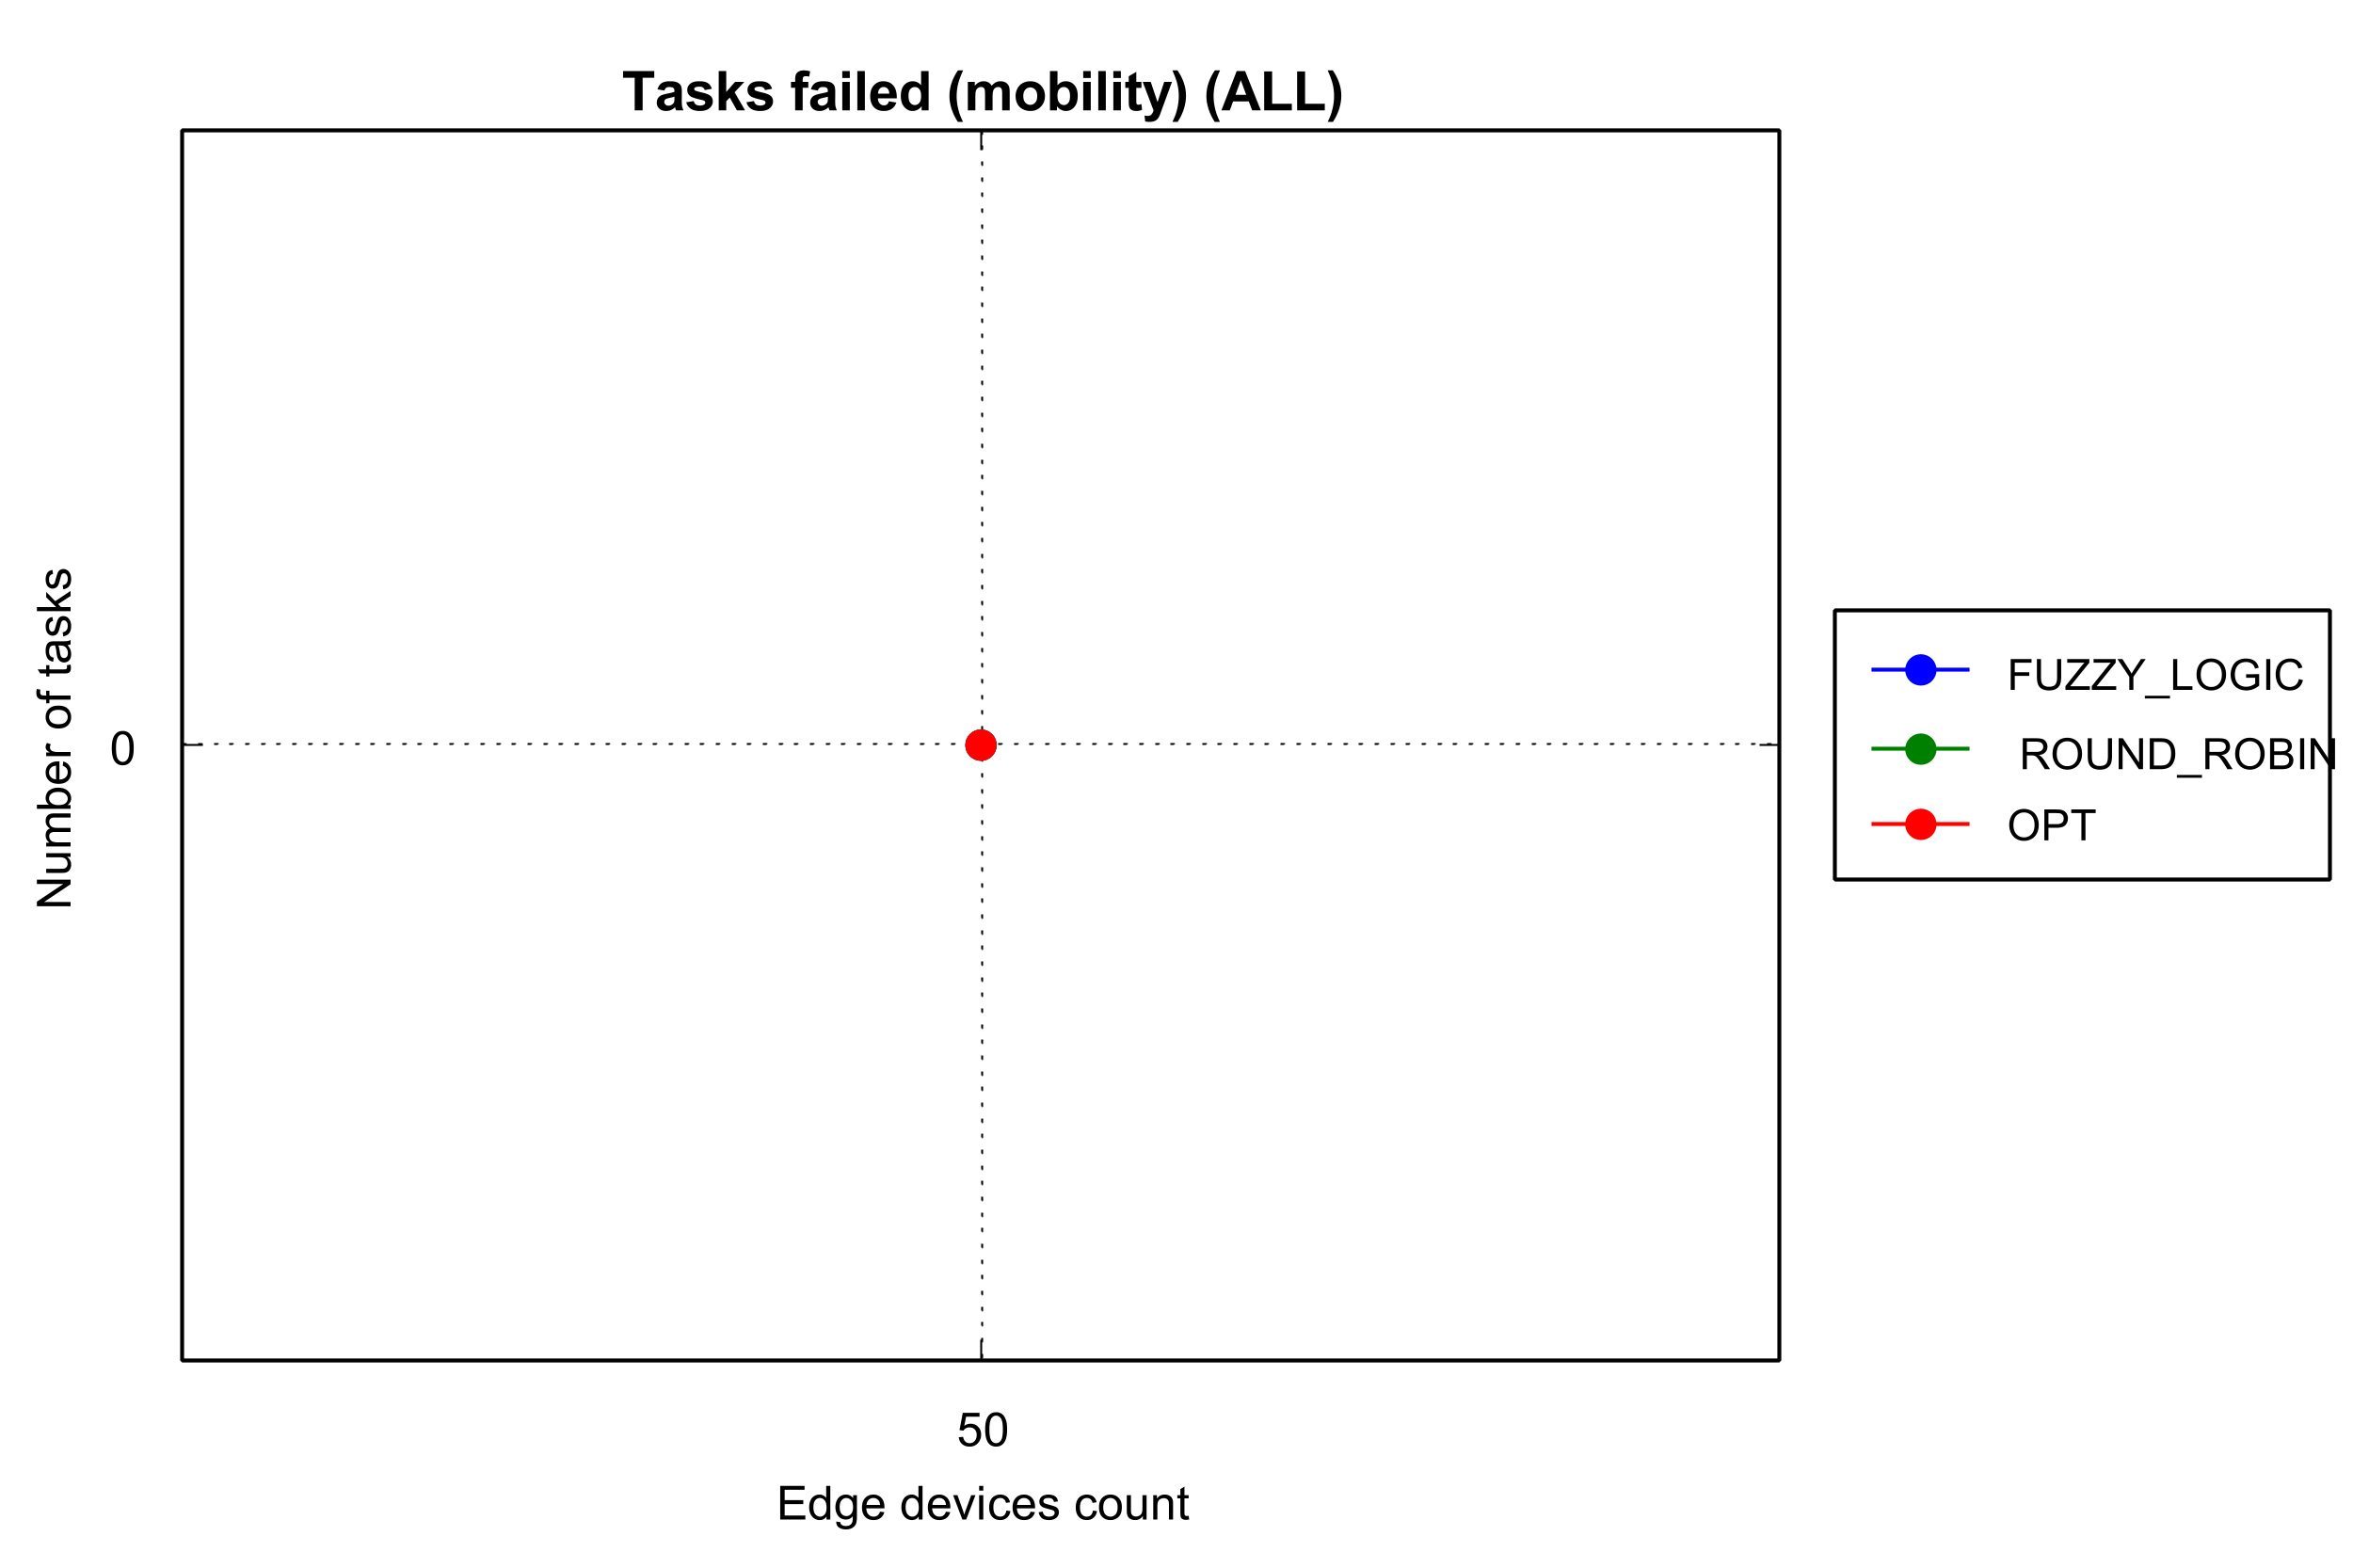 Tasks failed (mobility) (ALL)
Number of tasks
0
50
Edge devices count
FUZZY_LOGIC
ROUND_ROBIN
OPT